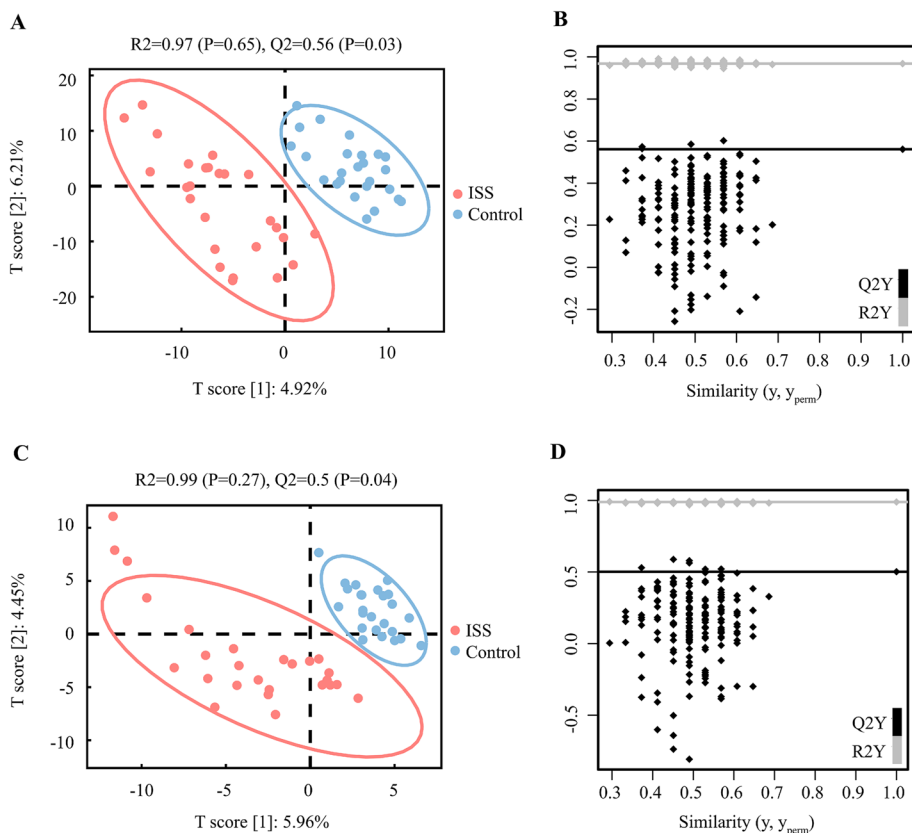 A
R2=0.97 (P=0.65), Q2=0.56 (P=0.03)
20
10
0
-10
-20
-10
0
10
T score [2]: 6.21%
T score [1]: 4.92%
ISS
Control
B
1.0
0.8
0.6
0.4
0.2
0.0
-0.2
0.3 0.4 0.5 0.6 0.7 0.8 0.9 1.0
Similarity (y, yperm)
Q2Y
R2Y
C
R2=0.99 (P=0.27), Q2=0.5 (P=0.04)
10
5
0
-5
-10
-10
-5
0
5
T score [2]: 4.45%
T score [1]: 5.96%
ISS
Control
D
1.0
0.5
0.0
-0.5
0.3 0.4 0.5 0.6 0.7 0.8 0.9 1.0
Similarity (y, yperm)
Q2Y
R2Y